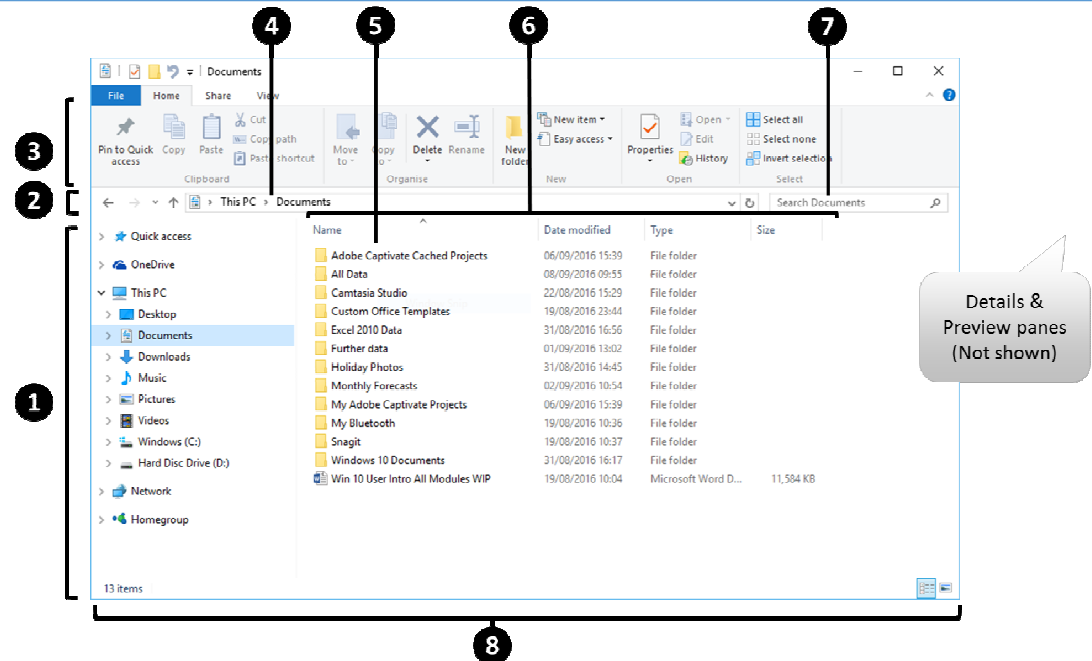 4 5 6 7
Documents
File Home Share View
Cut
Copy path
Paste shortcut
Pin to Quick access
Copy
Paste
Clipboard
Move to
Copy to
Delete
Rename
Organise
New folder
New item
Easy access
New
Properties
Open
Edit
History
Open
Select all
Select none
Invert selection
Select
3
2
This PC > Documents
Search Documents
1
Quick access
OneDrive
This PC
Desktop
Documents
Downloads
Music
Pictures
Videos
Windows (C:)
Hard Disc Drive (D:)
Network
Homegroup
Name Date modified Type Size
Adobe Captivate Cached Projects 06/09/2016 15:39 File folder
All Data 08/09/2016 09:55 File folder
Camtasia Studio 22/08/2016 15:29 File folder
Custom Office Templates 19/08/2016 23:44 File folder
Excel 2010 Data 31/08/2016 16:56 File folder
Further data 01/09/2016 13:02 File folder
Holiday Photos 31/08/2016 14:45 File folder
Monthly Forecasts 02/09/2016 10:54 File folder
My Adobe Captivate Projects 06/09/2016 15:39 File folder
My Bluetooth 19/08/2016 10:36 File folder
Snagit 19/08/2016 10:37 File folder
Windows 10 Documents 31/08/2016 16:17 File folder
Win 10 User Intro All Modules WIP 19/08/2016 10:04 Microsoft Word D... 11,584 KB
Details &
Preview panes
(Not shown)
13 items
8